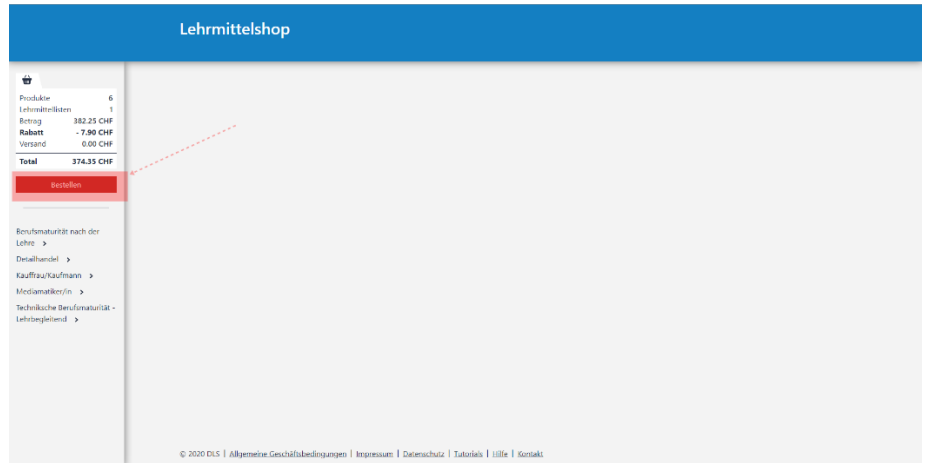 Lehrmittelshop
Produkte 6
Lehrmittellisten 1
Betrag 382.25 CHF
Rabatt - 7.90 CHF
Versand 0.00 CHF
Total 374.35 CHF
Bestellen
Berufsmaturität nach der
Lehre >
Detailhandel >
Kauffrau/Kaufmann >
Mediamatiker/in >
Technische Berufsmaturität -
Lehrbegleitend >
© 2020 DLS | Allgemeine Geschäftsbedingungen | Impressum | Datenschutz | Tutorials | Hilfe | Kontakt